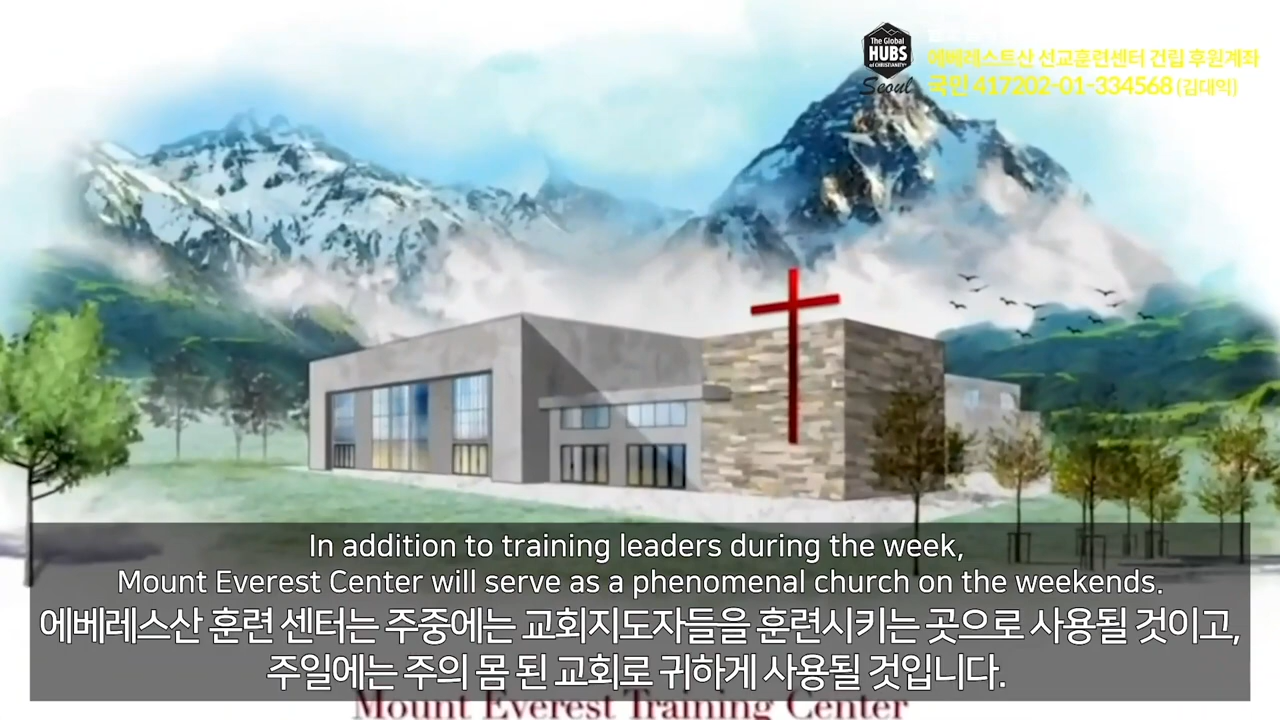 The Global
HUBS
of CHRISTIANITY
Seoul
에베레스트산 선교훈련센터 건립 후원계좌
국민 417202-01-334568 (김대억)
In addition to training leaders during the week,
Mount Everest Center will serve as a phenomenal church on the weekends.
에베레스산 훈련 센터는 주중에는 교회지도자들을 훈련시키는 곳으로 사용될 것이고,
주일에는 주의 몸 된 교회로 귀하게 사용될 것입니다.
Mount Everest Training Center